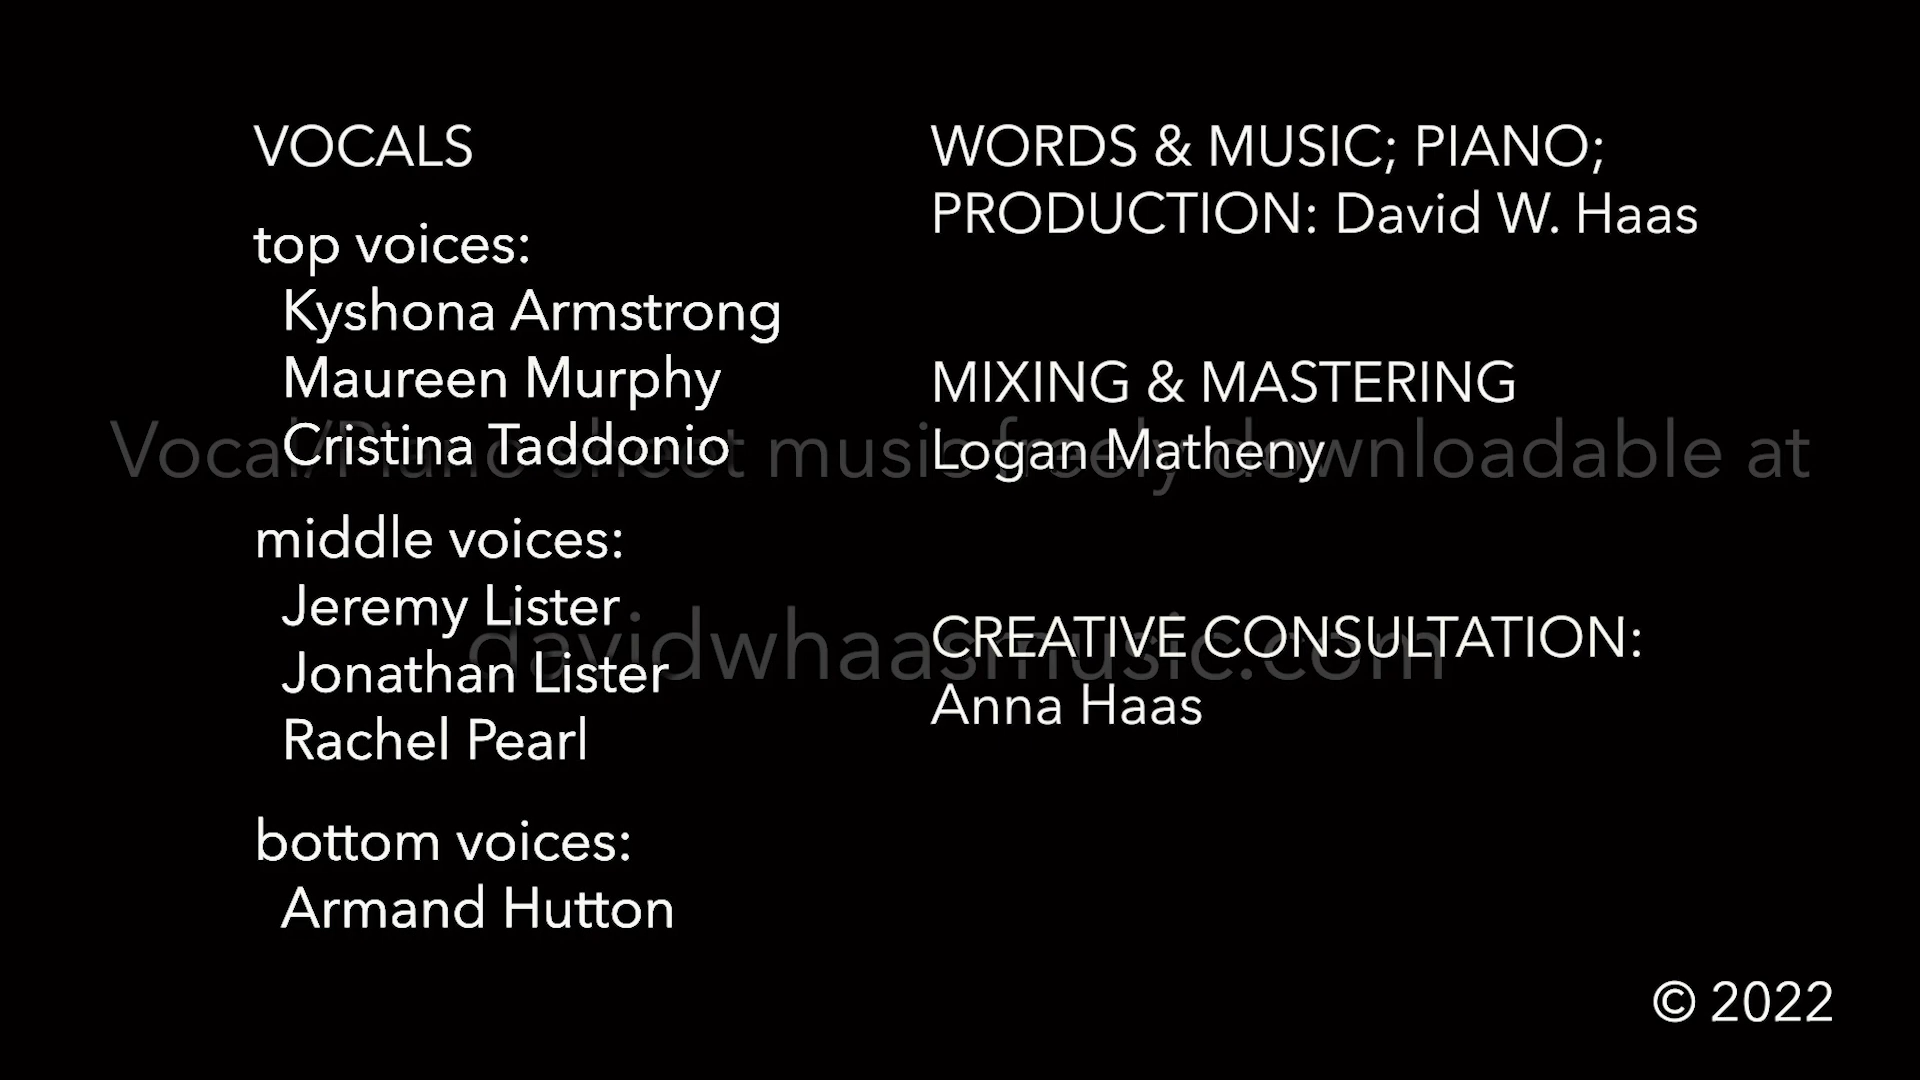 VOCALS
top voices:
Kyshona Armstrong
Maureen Murphy
Cristina Taddonio
middle voices:
Jeremy Lister
Jonathan Lister
Rachel Pearl
bottom voices:
Armand Hutton
WORDS & MUSIC; PIANO;
PRODUCTION: David W. Haas
MIXING & MASTERING
Logan Matheny
CREATIVE CONSULTATION:
Anna Haas
© 2022
Vocal/Piano sheet music freely downloadable at
davidwhaasmusic.com